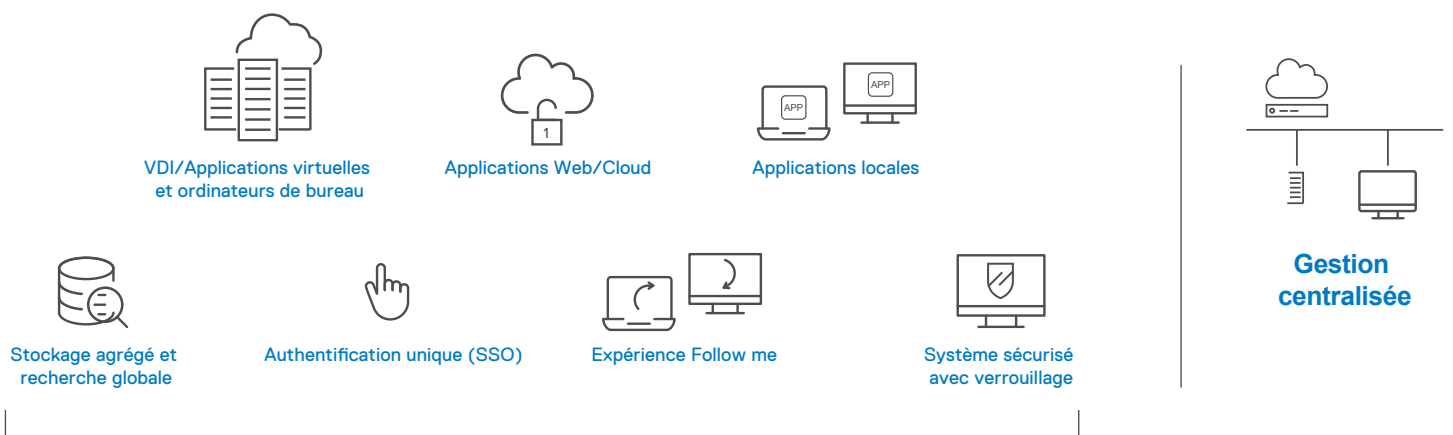 1
APP
APP
VDI/Applications virtuelles
et ordinateurs de bureau
Applications Web/Cloud
Applications locales
Stockage agrégé et
recherche globale
Authentification unique (SSO)
Expérience Follow me
Système sécurisé
avec verrouillage
Gestion
centralisée